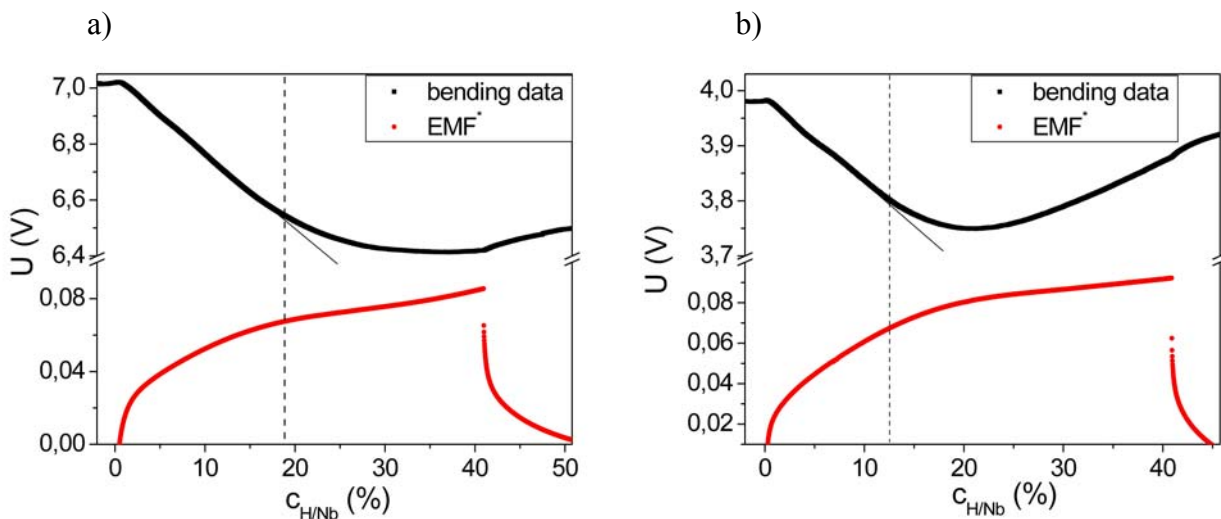 a)
7,0
6,8
6,6
6,4
0,08
0,04
0,00
U (V)
bending data
EMF*
0 10 20 30 40 50
c_H/Nb (%)
b)
4,0
3,9
3,8
3,7
0,08
0,06
0,04
0,02
U (V)
bending data
EMF*
0 10 20 30 40
c_H/Nb (%)